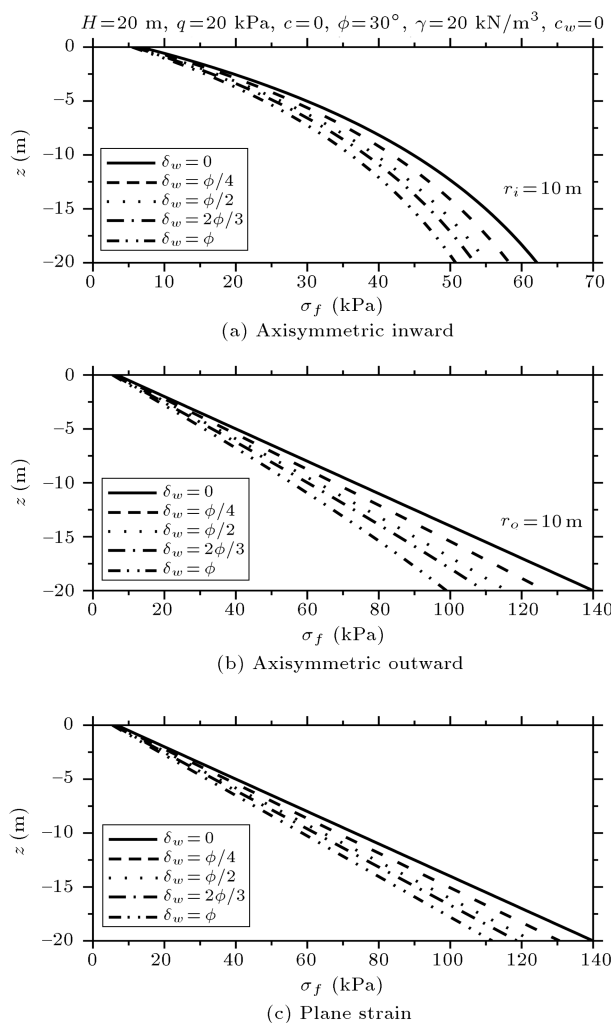 H=20 m, q=20 kPa, c=0, ϕ=30°, γ=20 kN/m³, c_w=0
0
−5
−10
−15
−20
z (m)
δ_w=0
δ_w=ϕ/4
δ_w=ϕ/2
δ_w=2ϕ/3
δ_w=ϕ
r_i=10 m
0 10 20 30 40 50 60 70
σ_f (kPa)
(a) Axisymmetric inward
0
−5
−10
−15
−20
z (m)
δ_w=0
δ_w=ϕ/4
δ_w=ϕ/2
δ_w=2ϕ/3
δ_w=ϕ
r_o=10 m
0 20 40 60 80 100 120 140
σ_f (kPa)
(b) Axisymmetric outward
0
−5
−10
−15
−20
z (m)
δ_w=0
δ_w=ϕ/4
δ_w=ϕ/2
δ_w=2ϕ/3
δ_w=ϕ
0 20 40 60 80 100 120 140
σ_f (kPa)
(c) Plane strain